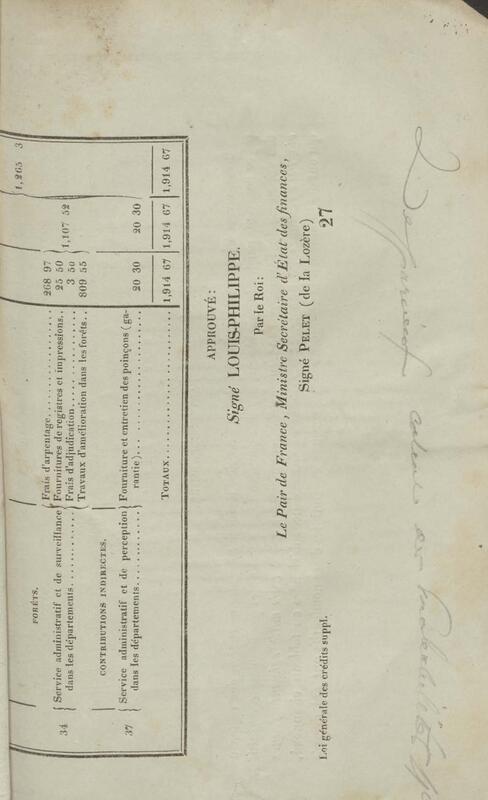 1,265 3
FORÊTS.
34 Service administratif et de surveillance
dans les départements
Frais d'arpentage 268 97
Fournitures de registres et impressions.. 25 50
Frais d'adjudication 3 50
Travaux d'amélioration dans les forêts.. 809 55
1,107 52
CONTRIBUTIONS INDIRECTES.
37 Service administratif et de perception
dans les départements
Fourniture et entretien des poinçons (ga-
rantie) 20 30 20 30
TOTAUX 1,914 67 1,914 67 1,914 67
APPROUVÉ :
Signé LOUIS-PHILIPPE.
Par le Roi :
Le Pair de France, Ministre Secrétaire d'État des finances,
Signé PELET (de la Lozère)
Loi générale des crédits suppl. 27